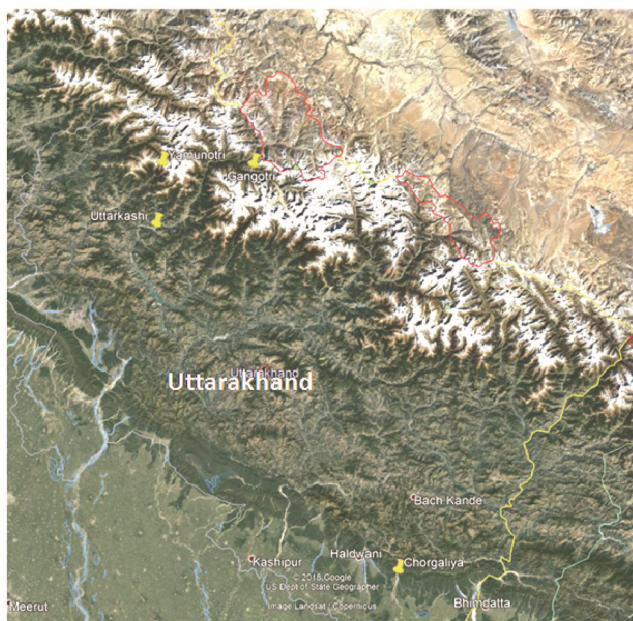 Yamunotri
Gangotri
Uttarkashi
Uttarakhand
Uttarakhand
Bach Kande
Kashipur
Haldwani
Chorgaliya
© 2018 Google
US Dept of State Geographer
Image Landsat / Copernicus
Bhimdatta
Meerut